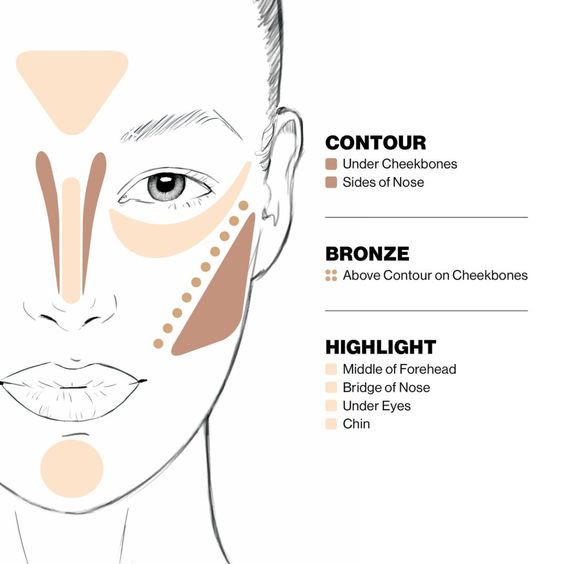 CONTOUR
Under Cheekbones
Sides of Nose
BRONZE
Above Contour on Cheekbones
HIGHLIGHT
Middle of Forehead
Bridge of Nose
Under Eyes
Chin